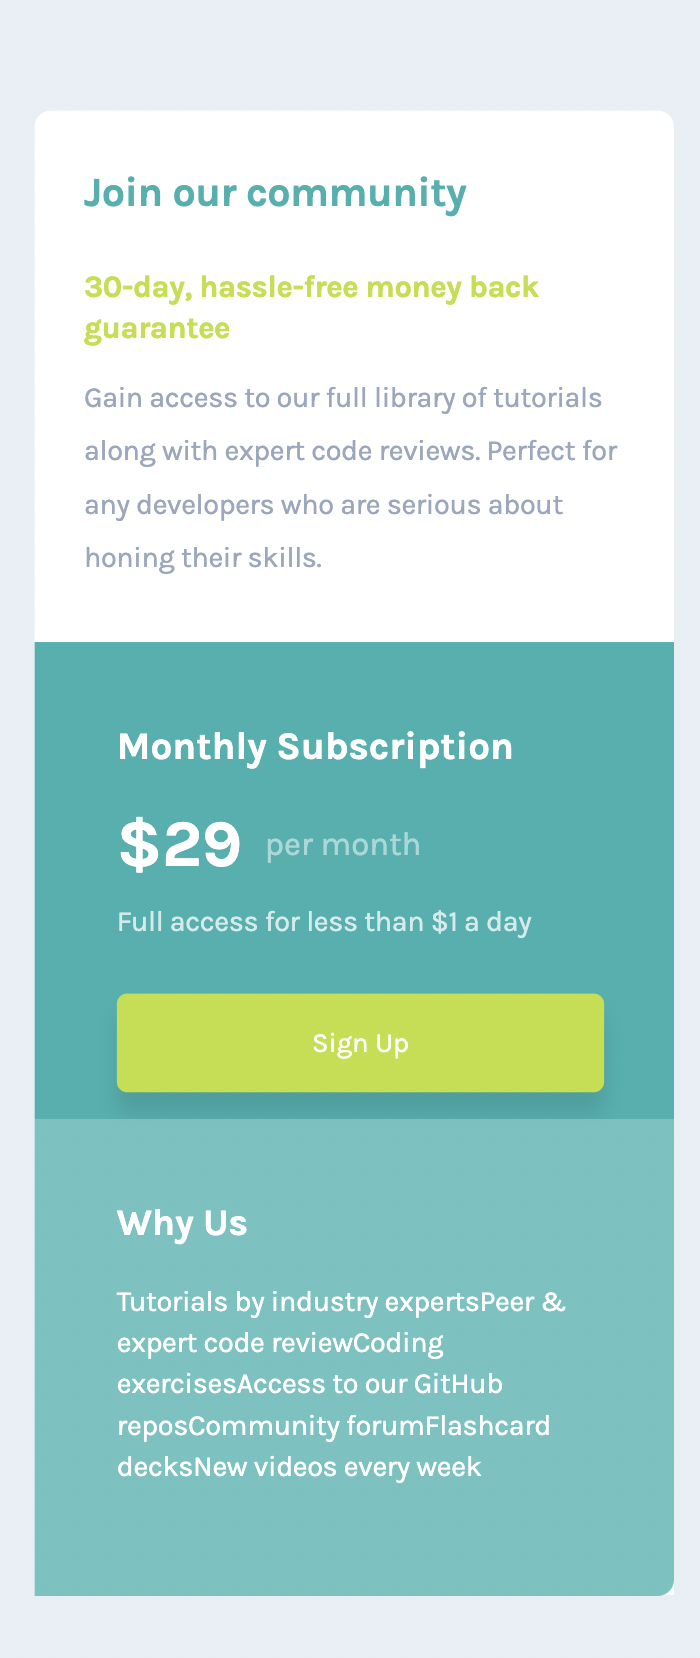 Join our community
30-day, hassle-free money back
guarantee
Gain access to our full library of tutorials
along with expert code reviews. Perfect for
any developers who are serious about
honing their skills.
Monthly Subscription
$29 per month
Full access for less than $1 a day
Sign Up
Why Us
Tutorials by industry expertsPeer &
expert code reviewCoding
exercisesAccess to our GitHub
reposCommunity forumFlashcard
decksNew videos every week